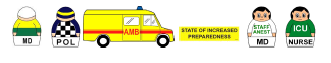 MD
POL
AMB
STATE OF INCREASED
PREPAREDNESS
STAFF
ANEST
MD
ICU
NURSE